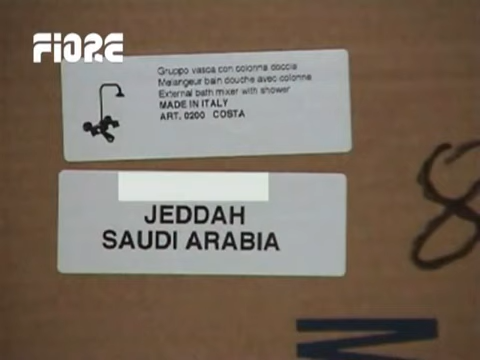 FIORE
Gruppo vasca con colonna doccia
Melangeur bain douche avec colonne
External bath mixer with shower
MADE IN ITALY
ART. 0200 COSTA
JEDDAH
SAUDI ARABIA
8
M